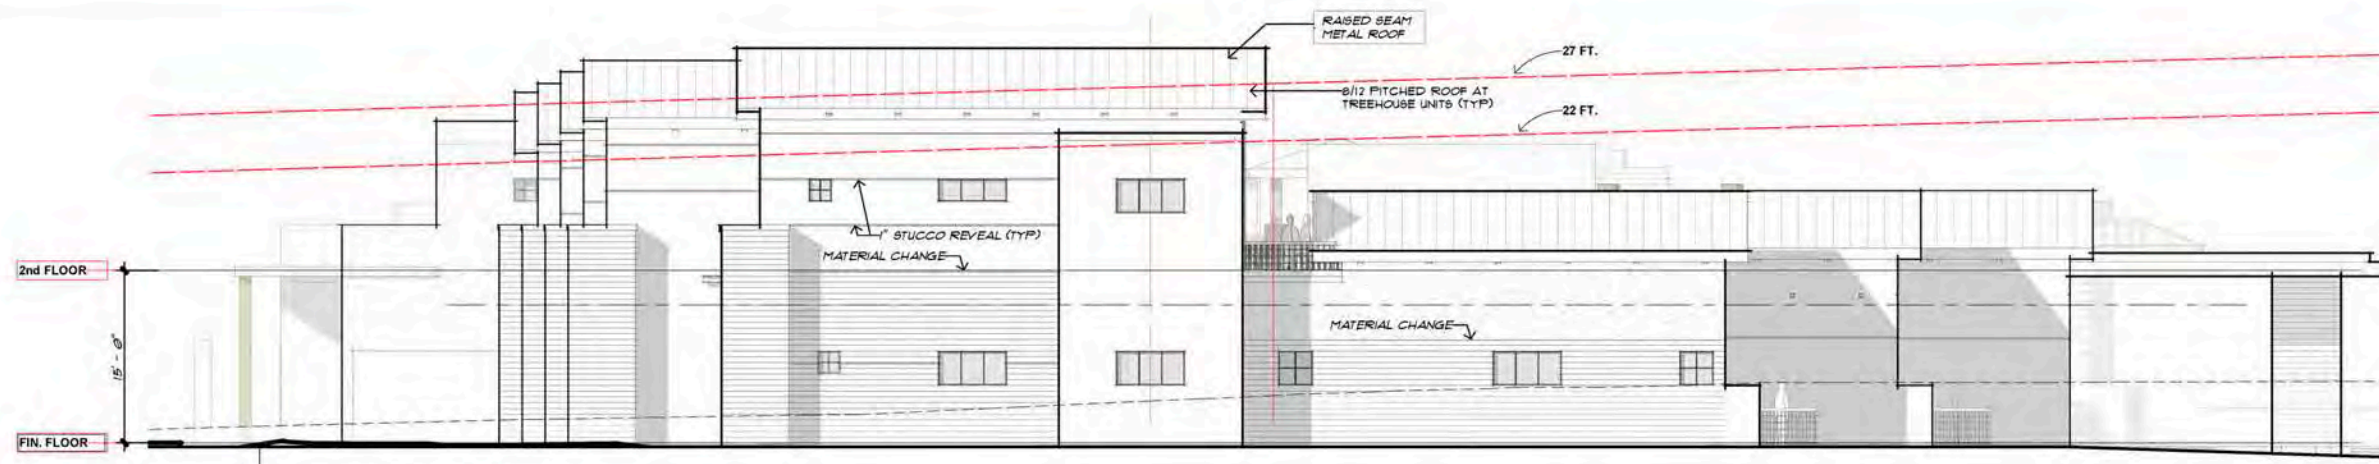 RAISED SEAM
METAL ROOF
27 FT.
8/12 PITCHED ROOF AT
TREEHOUSE UNITS (TYP)
22 FT.
1" STUCCO REVEAL (TYP)
MATERIAL CHANGE
2nd FLOOR
MATERIAL CHANGE
15' - 0"
FIN. FLOOR